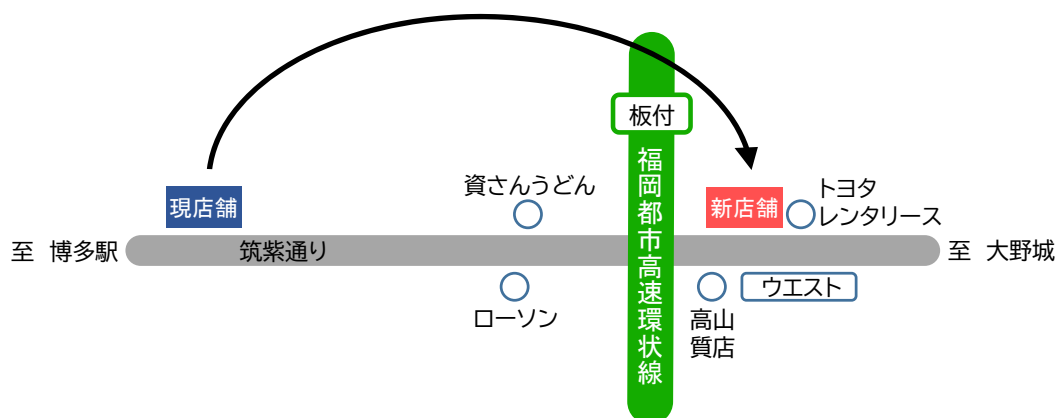 板付
福岡都市高速環状線
現店舗
資さんうどん
新店舗
トヨタ
レンタリース
至 博多駅
筑紫通り
至 大野城
ローソン
高山
質店
ウエスト